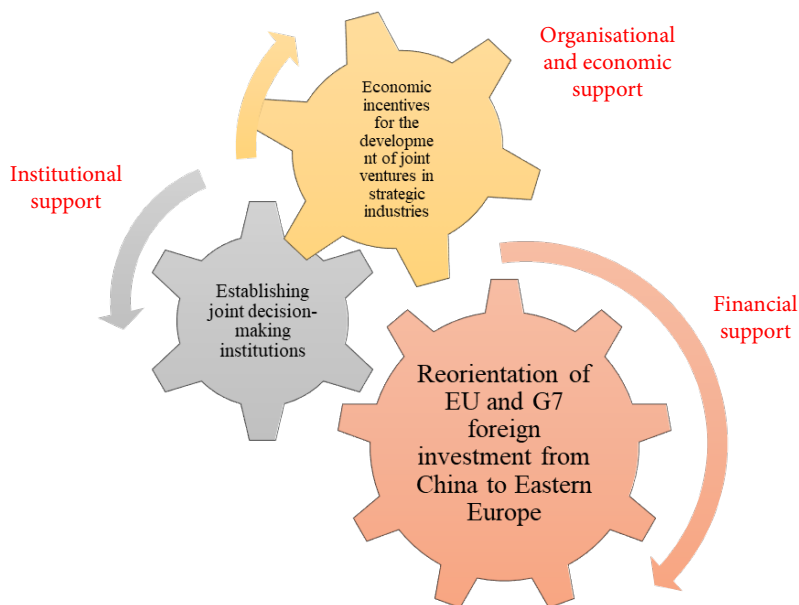 Organisational
and economic
support
Economic
incentives
for the
developme
nt of joint
ventures in
strategic
industries
Institutional
support
Establishing
joint decision-
making
institutions
Financial
support
Reorientation of
EU and G7
foreign
investment from
China to Eastern
Europe